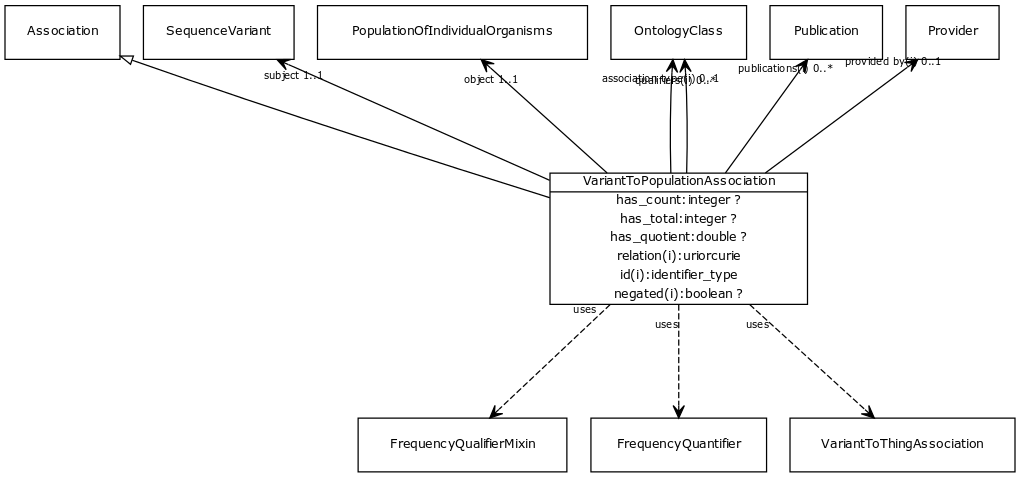 Association
SequenceVariant
PopulationOfIndividualOrganisms
OntologyClass
Publication
Provider
subject 1..1
object 1..1
association type(i) 0..1
qualifiers(i) 0..*
publications(i) 0..*
provided by(i) 0..1
VariantToPopulationAssociation
has_count:integer ?
has_total:integer ?
has_quotient:double ?
relation(i):uriorcurie
id(i):identifier_type
negated(i):boolean ?
uses
uses
uses
FrequencyQualifierMixin
FrequencyQuantifier
VariantToThingAssociation